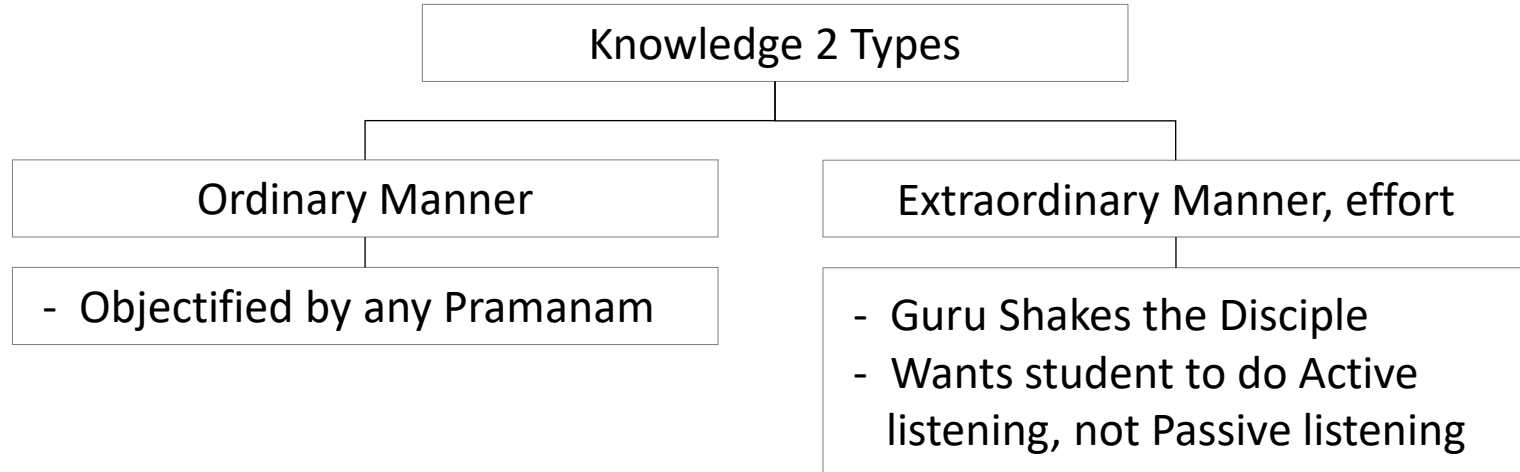 Knowledge 2 Types
Ordinary Manner
- Objectified by any Pramanam
Extraordinary Manner, effort
- Guru Shakes the Disciple
- Wants student to do Active
listening, not Passive listening